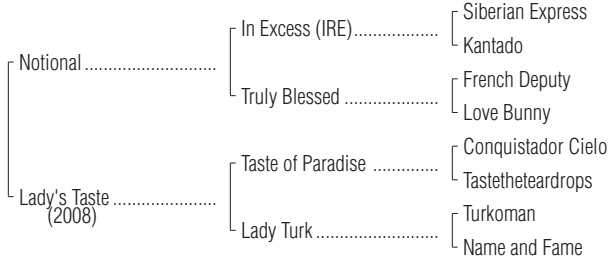 Siberian Express
In Excess (IRE)....................
Kantado
Notional ............................
French Deputy
Truly Blessed ......................
Love Bunny
Conquistador Cielo
Taste of Paradise ...............
Tastetheteardrops
Lady's Taste ......................
(2008)
Turkoman
Lady Turk ............................
Name and Fame